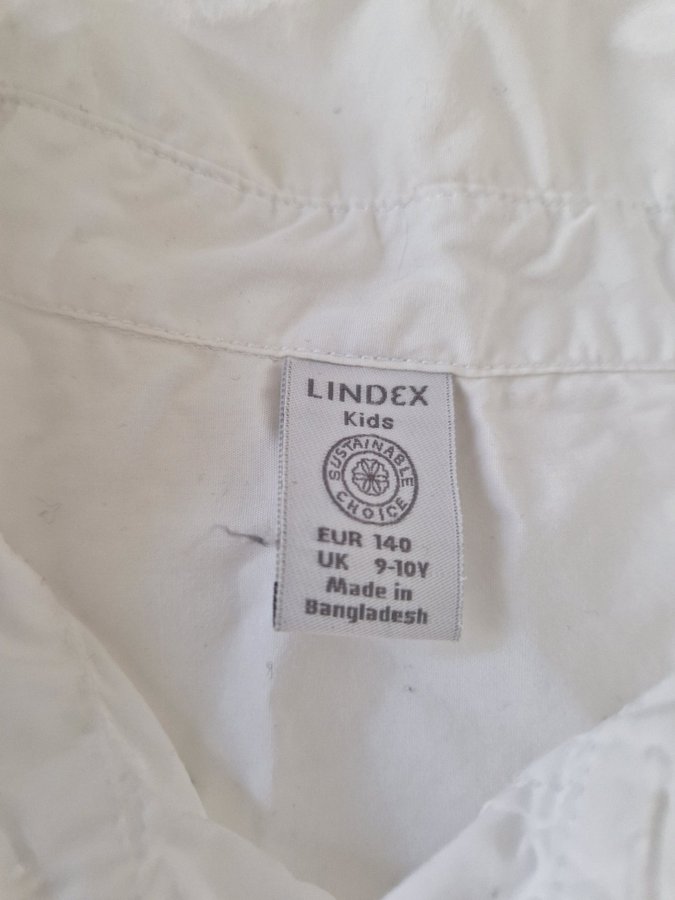 LINDEX
Kids
SUSTAINABLE
CHOICE
EUR 140
UK 9-10Y
Made in
Bangladesh